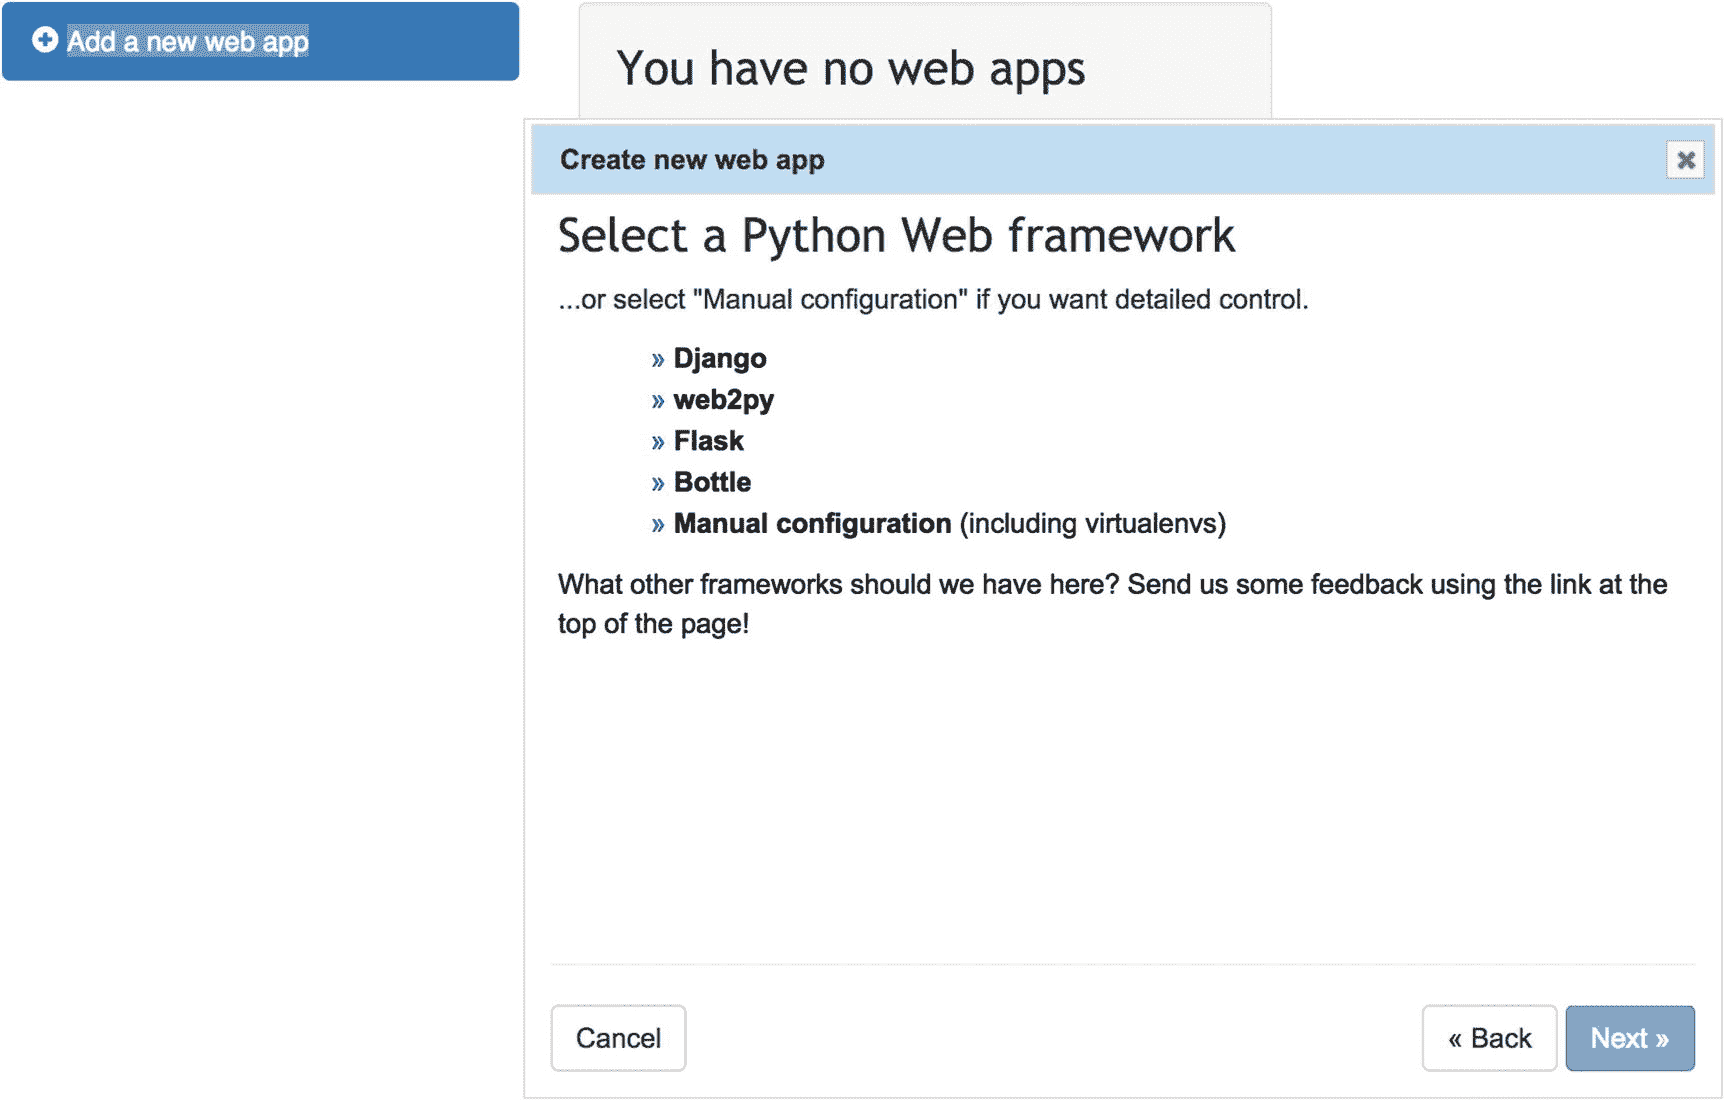 Add a new web app
You have no web apps
Create new web app
Select a Python Web framework
...or select "Manual configuration" if you want detailed control.
» Django
» web2py
» Flask
» Bottle
» Manual configuration (including virtualenvs)
What other frameworks should we have here? Send us some feedback using the link at the
top of the page!
Cancel
« Back
Next »